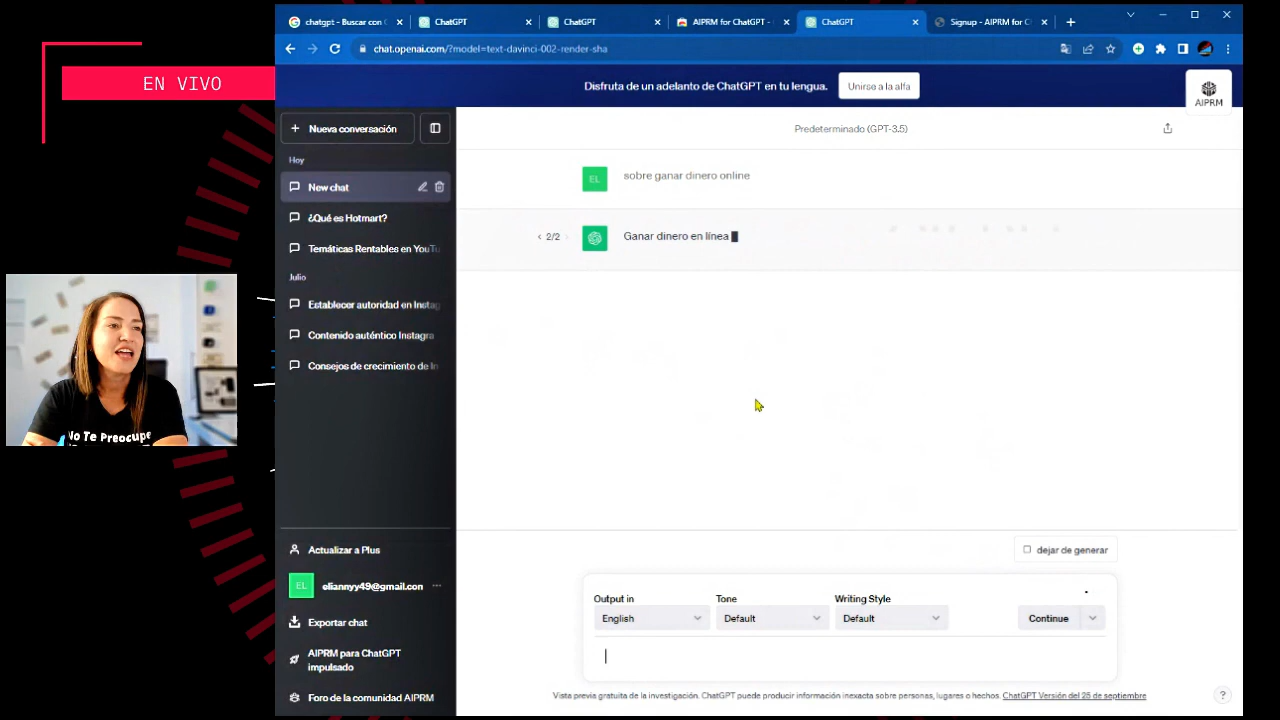 chatgpt - Buscar con G
ChatGPT
ChatGPT
AIPRM for ChatGPT -
ChatGPT
Signup - AIPRM for C
chat.openai.com/?model=text-davinci-002-render-sha
EN VIVO
Disfruta de un adelanto de ChatGPT en tu lengua.
Unirse a la alfa
AIPRM
Nueva conversación
Predeterminado (GPT-3.5)
Hoy
New chat
¿Qué es Hotmart?
Temáticas Rentables en YouTu
Julio
Establecer autoridad en Instag
Contenido auténtico Instagra
Consejos de crecimiento de In
EL
sobre ganar dinero online
< 2/2 >
Ganar dinero en línea
No Te Preocupe
Actualizar a Plus
EL
eliannyy49@gmail.con
Exportar chat
AIPRM para ChatGPT
impulsado
Foro de la comunidad AIPRM
dejar de generar
Output in
Tone
Writing Style
English
Default
Default
Continue
Vista previa gratuita de la investigación. ChatGPT puede producir información inexacta sobre personas, lugares o hechos. ChatGPT Versión del 25 de septiembre
?